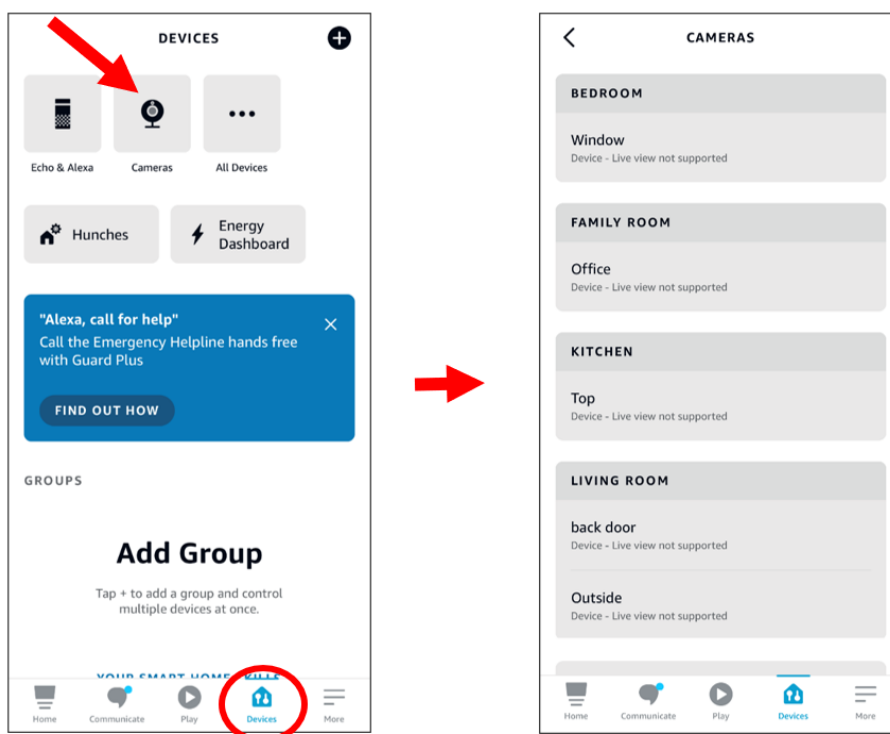 DEVICES
Echo & Alexa
Cameras
All Devices
Hunches
Energy
Dashboard
"Alexa, call for help"
Call the Emergency Helpline hands free
with Guard Plus
FIND OUT HOW
GROUPS
Add Group
Tap + to add a group and control
multiple devices at once.
YOUR SMART HOME SKILLS
Home
Communicate
Play
Devices
More
CAMERAS
BEDROOM
Window
Device - Live view not supported
FAMILY ROOM
Office
Device - Live view not supported
KITCHEN
Top
Device - Live view not supported
LIVING ROOM
back door
Device - Live view not supported
Outside
Device - Live view not supported
Home
Communicate
Play
Devices
More